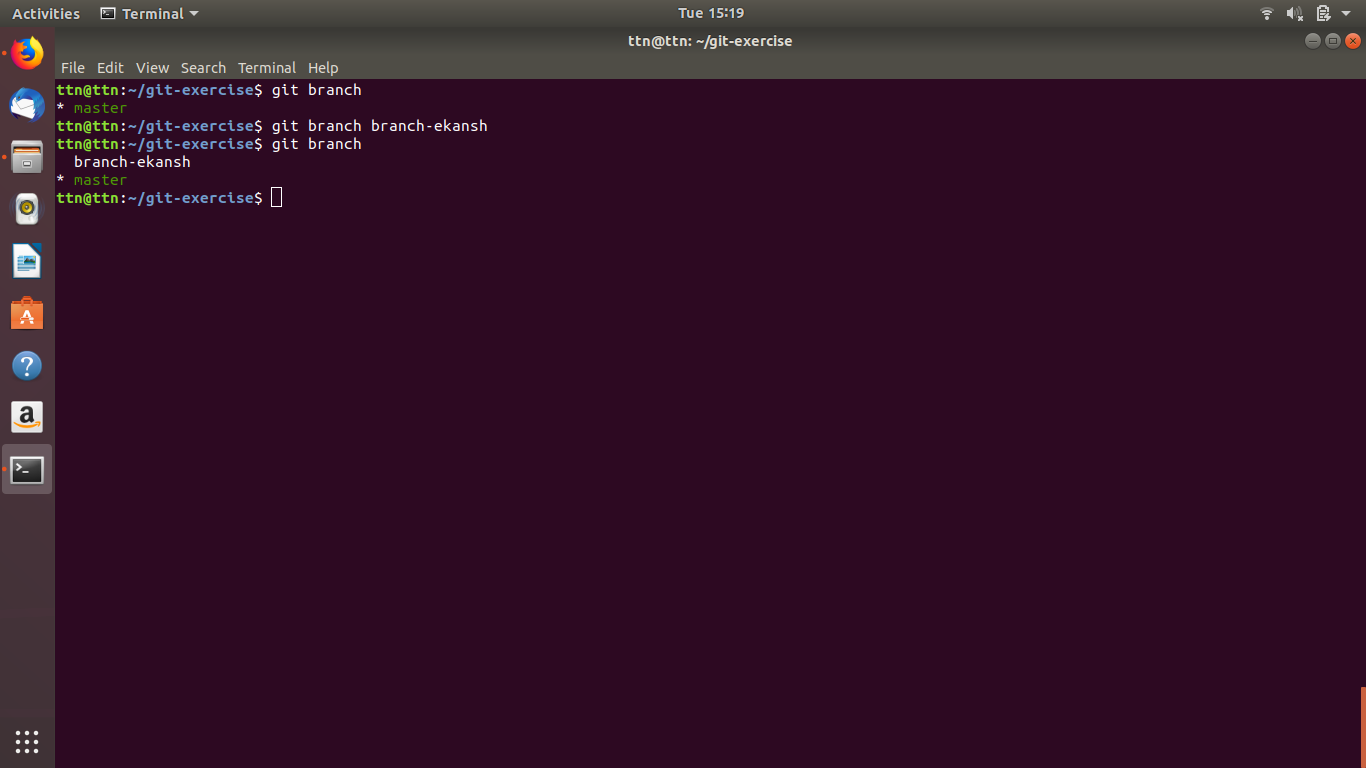 Activities Terminal Tue 15:19
ttn@ttn: ~/git-exercise
File Edit View Search Terminal Help
ttn@ttn:~/git-exercise$ git branch
* master
ttn@ttn:~/git-exercise$ git branch branch-ekansh
ttn@ttn:~/git-exercise$ git branch
  branch-ekansh
* master
ttn@ttn:~/git-exercise$